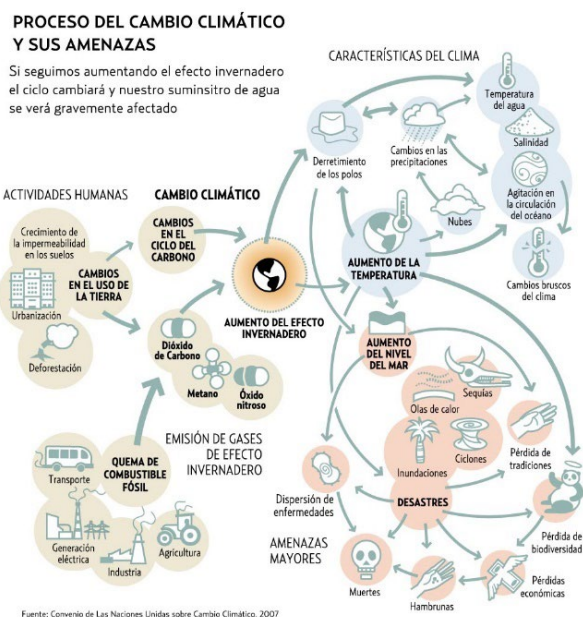 PROCESO DEL CAMBIO CLIMÁTICO
Y SUS AMENAZAS
Si seguimos aumentando el efecto invernadero
el ciclo cambiará y nuestro suminsitro de agua
se verá gravemente afectado
CARACTERÍSTICAS DEL CLIMA
Temperatura
del agua
Salinidad
Derretimiento
de los polos
Cambios en las
precipitaciones
Agitación en
la circulación
del océano
Nubes
Cambios bruscos
del clima
AUMENTO DE LA
TEMPERATURA
ACTIVIDADES HUMANAS
Crecimiento de
la impermeabilidad
en los suelos
CAMBIOS
EN EL USO DE
LA TIERRA
Urbanización
Deforestación
CAMBIO CLIMÁTICO
CAMBIOS
EN EL
CICLO DEL
CARBONO
AUMENTO DEL EFECTO
INVERNADERO
Dióxido
de Carbono
Metano
Óxido
nitroso
EMISIÓN DE GASES
DE EFECTO
INVERNADERO
QUEMA DE
COMBUSTIBLE
FÓSIL
Transporte
Generación
eléctrica
Industria
Agricultura
AUMENTO
DEL NIVEL
DEL MAR
Sequías
Olas de calor
Inundaciones
Ciclones
DESASTRES
Pérdida de
tradiciones
Dispersión de
enfermedades
Pérdida de
biodiversidad
AMENAZAS
MAYORES
Muertes
Hambrunas
Pérdidas
económicas
Fuente: Convenio de Las Naciones Unidas sobre Cambio Climático, 2007